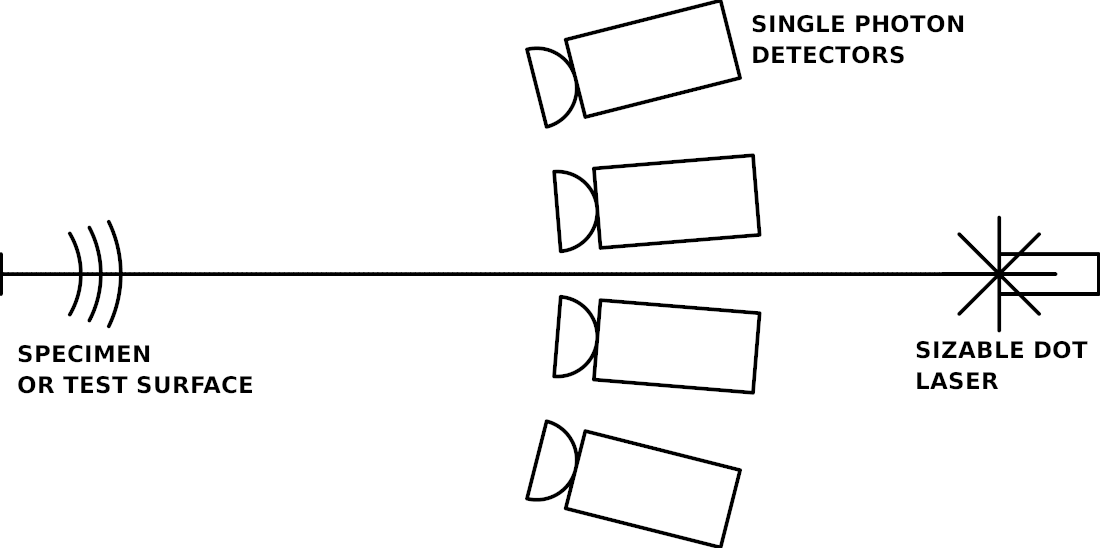 SINGLE PHOTON
DETECTORS
SPECIMEN
OR TEST SURFACE
SIZABLE DOT
LASER